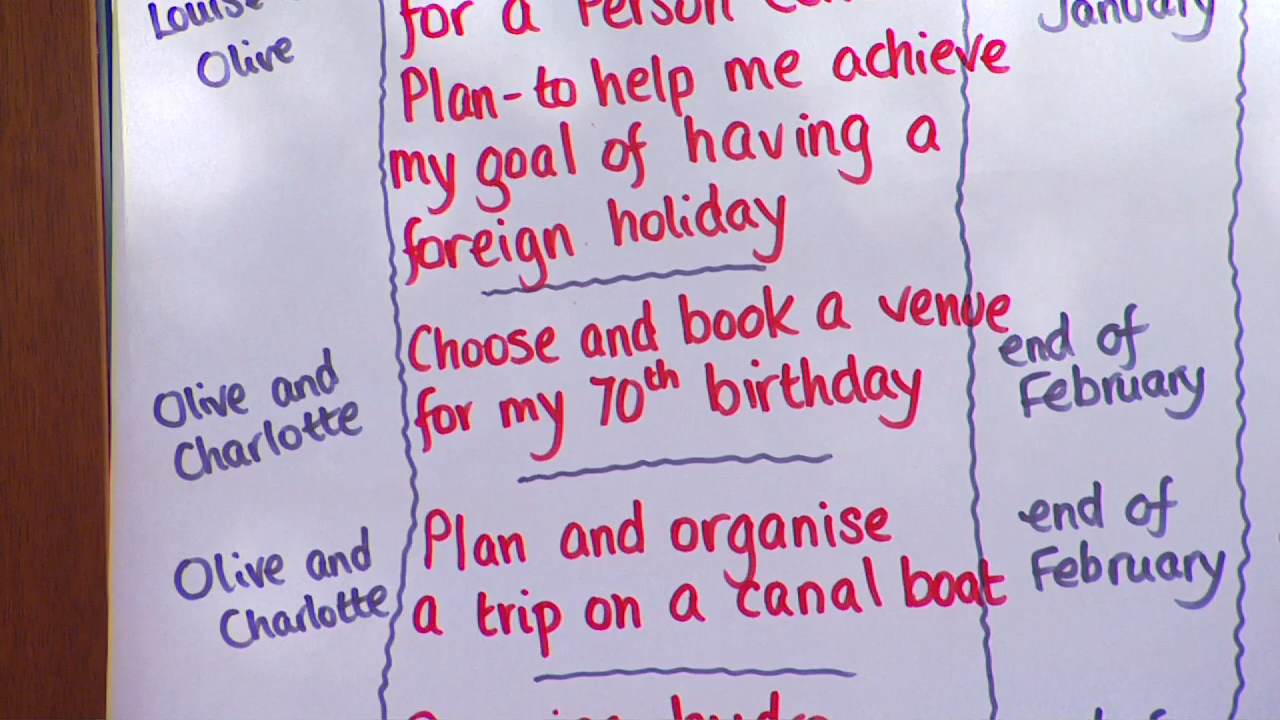 Louise
Olive
for a Person
January
Plan - to help me achieve
my goal of having a
foreign holiday
Olive and
Charlotte
Choose and book a venue
for my 70th birthday
end of
February
Olive and
Charlotte
Plan and organise
a trip on a canal boat
end of
February